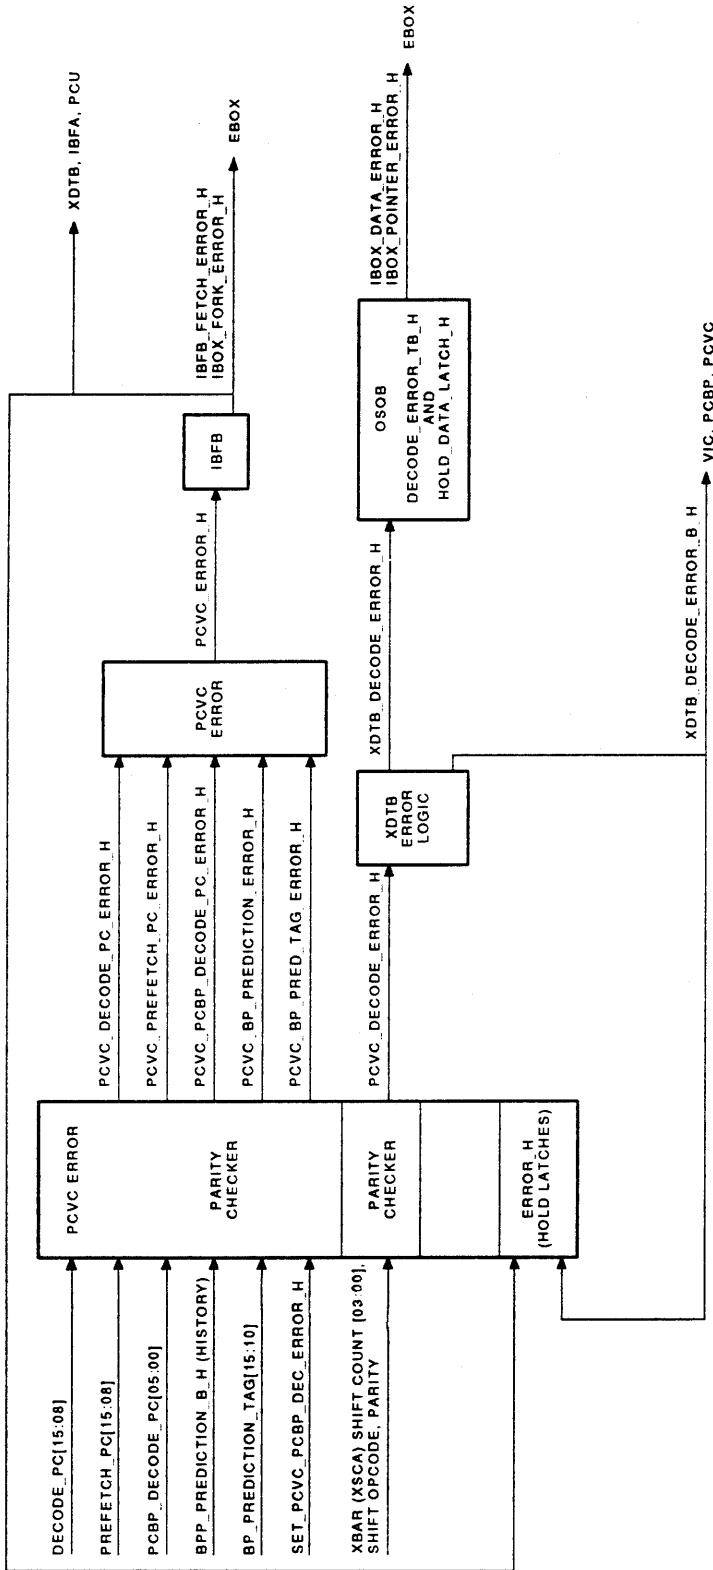 DECODE_PC[15:08]
PREFETCH_PC[15:08]
PCBP_DECODE_PC[05:00]
BPP_PREDICTION_B_H (HISTORY)
BP_PREDICTION_TAG[15:10]
SET_PCVC_PCBP_DEC_ERROR_H
XBAR (XSCA) SHIFT COUNT [03:00],
SHIFT OPCODE, PARITY
PCVC ERROR
PARITY
CHECKER
PARITY
CHECKER
ERROR_H
(HOLD LATCHES)
PCVC_DECODE_PC_ERROR_H
PCVC_PREFETCH_PC_ERROR_H
PCVC_PCBP_DECODE_PC_ERROR_H
PCVC_BP_PREDICTION_ERROR_H
PCVC_BP_PRED_TAG_ERROR_H
PCVC_DECODE_ERROR_H
PCVC
ERROR
XDTB
ERROR
LOGIC
PCVC_ERROR_H
XDTB_DECODE_ERROR_H
XDTB_DECODE_ERROR_B_H
IBFB
OSQB
DECODE_ERROR_TB_H
AND
HOLD_DATA_LATCH_H
IBFB_FETCH_ERROR_H
IBOX_FORK_ERROR_H
IBOX_DATA_ERROR_H
IBOX_POINTER_ERROR_H
XDTB, IBFA, PCU
EBOX
EBOX
VIC, PCBP, PCVC